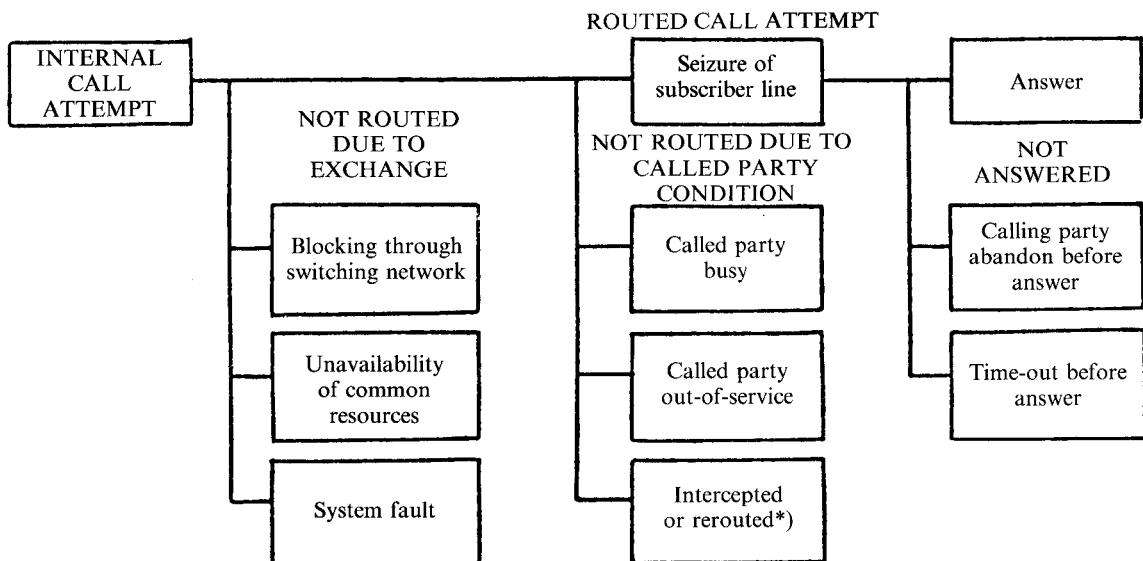 ROUTED CALL ATTEMPT
INTERNAL
CALL
ATTEMPT
Seizure of
subscriber line
Answer
NOT ROUTED
DUE TO
EXCHANGE
NOT ROUTED DUE TO
CALLED PARTY
CONDITION
NOT
ANSWERED
Blocking through
switching network
Called party
busy
Calling party
abandon before
answer
Unavailability
of common
resources
Called party
out-of-service
Time-out before
answer
System fault
Intercepted
or rerouted*)